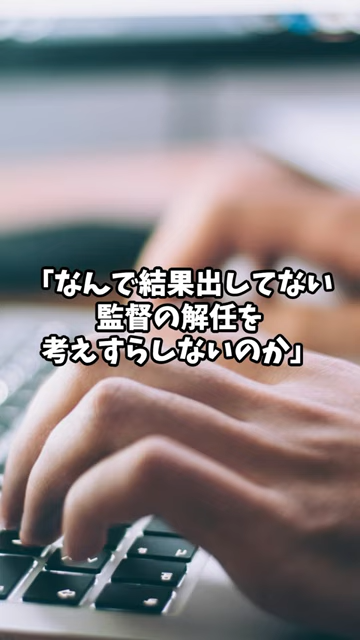 「なんで結果出してない
監督の解任を
考えすらしないのか」